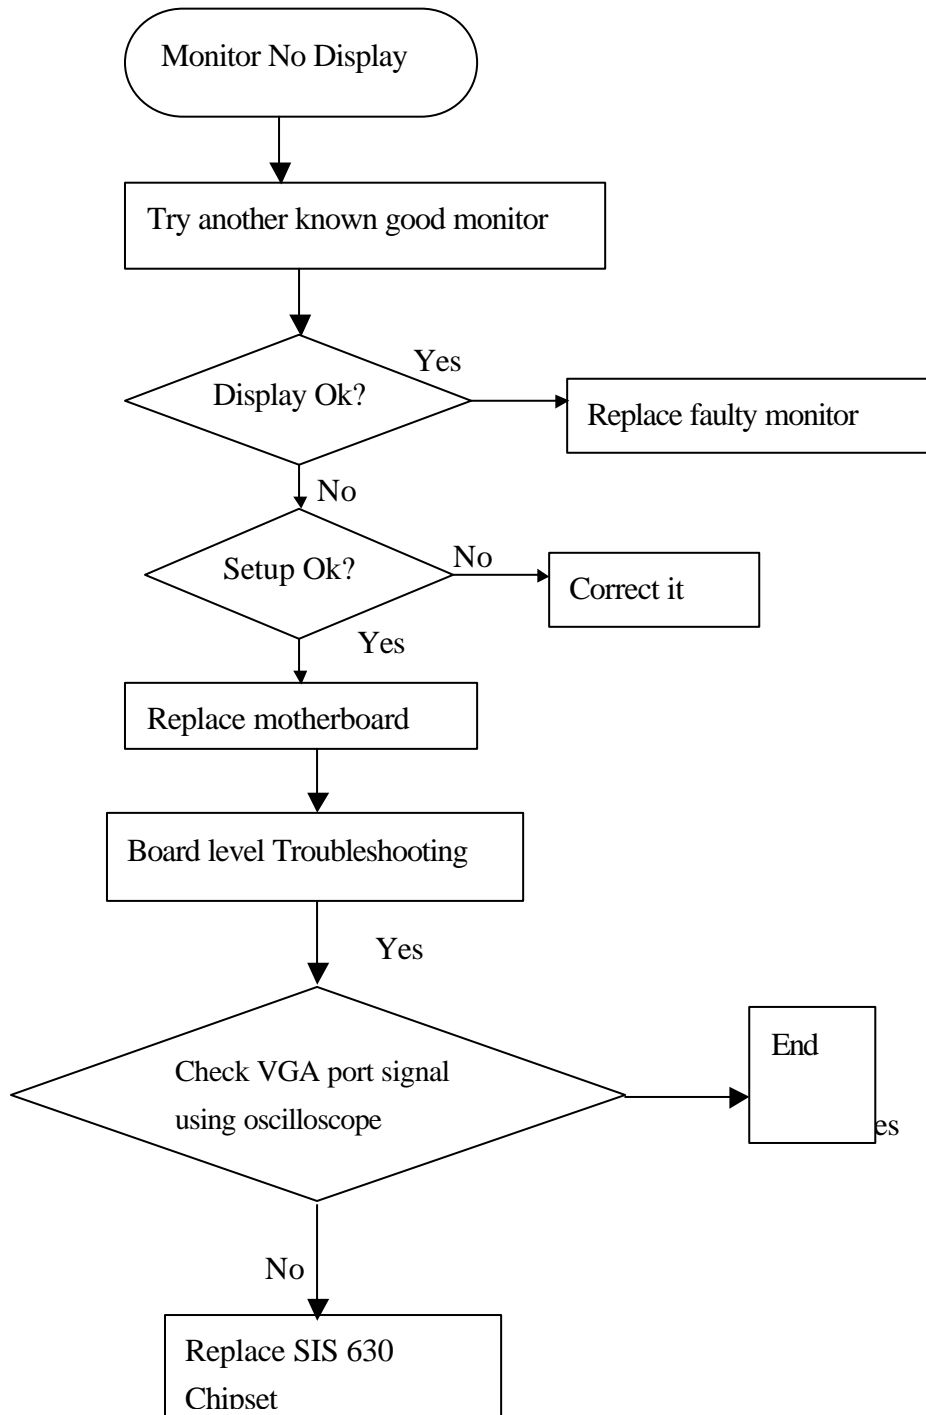 Monitor No Display
Try another known good monitor
Yes
Display Ok?
Replace faulty monitor
No
Setup Ok?
No
Correct it
Yes
Replace motherboard
Board level Troubleshooting
Yes
Check VGA port signal
using oscilloscope
End
es
No
Replace SIS 630
Chipset